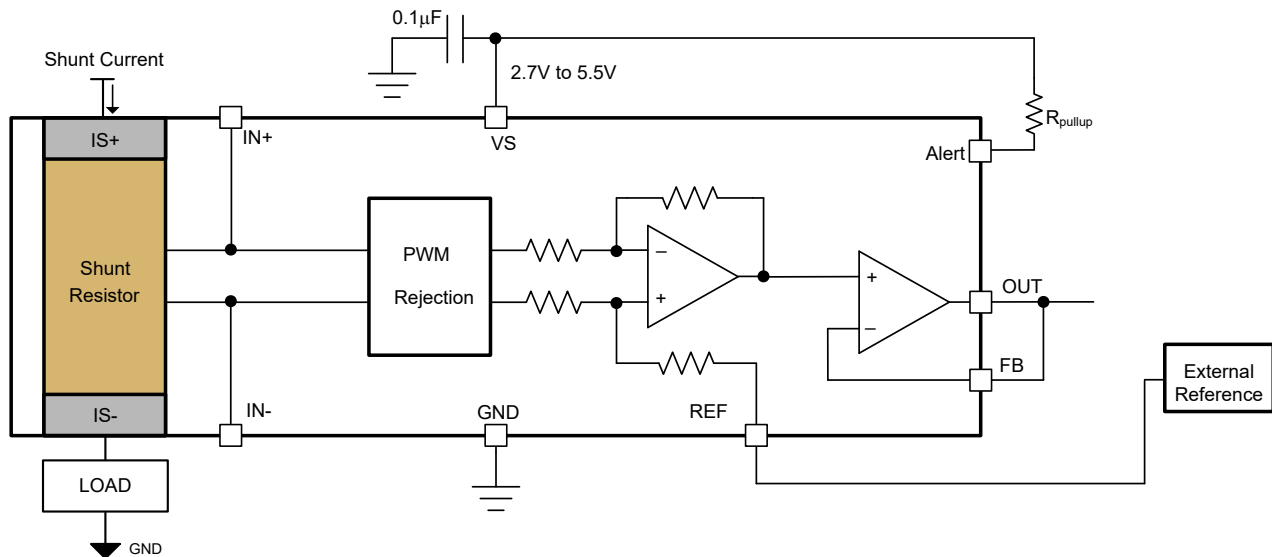 0.1μF
2.7V to 5.5V
Shunt Current
R_pullup
IS+
IN+
VS
Alert
Shunt
Resistor
PWM
Rejection
−
+
+
−
OUT
FB
External
Reference
IS-
IN-
GND
REF
LOAD
GND